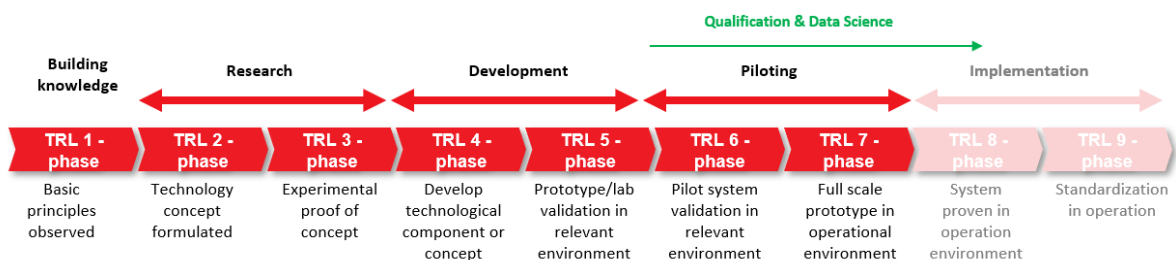 Qualification & Data Science
Building
knowledge
Research
Development
Piloting
Implementation
TRL 1 -
phase
TRL 2 -
phase
TRL 3 -
phase
TRL 4 -
phase
TRL 5 -
phase
TRL 6 -
phase
TRL 7 -
phase
TRL 8 -
phase
TRL 9 -
phase
Basic
principles
observed
Technology
concept
formulated
Experimental
proof of
concept
Develop
technological
component or
concept
Prototype/lab
validation in
relevant
environment
Pilot system
validation in
relevant
environment
Full scale
prototype in
operational
environment
System
proven in
operation
environment
Standardization
in operation